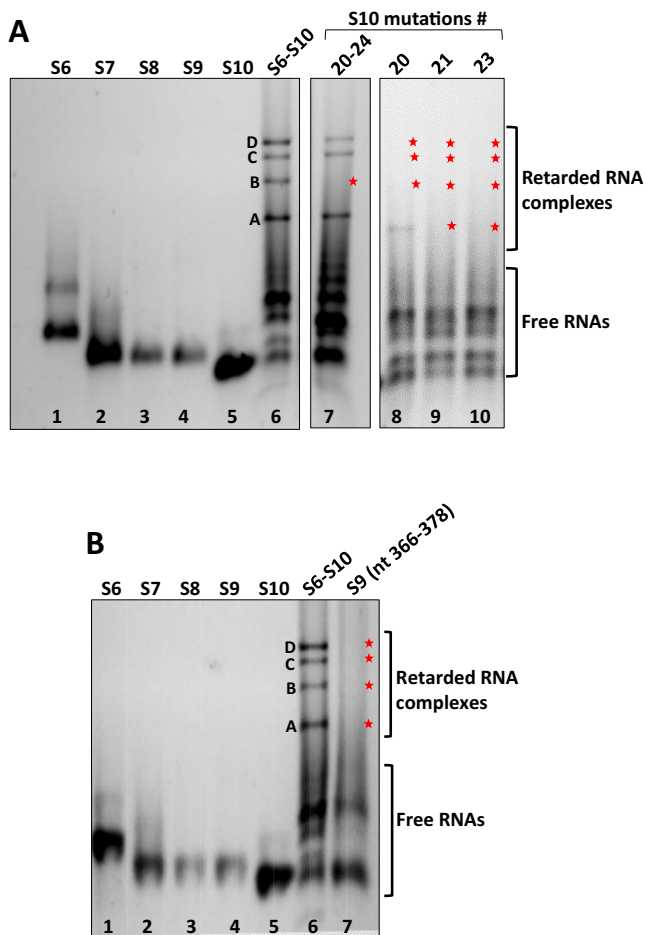 A
S10 mutations #
S6 S7 S8 S9 S10 S6-S10 20-24 20 21 23
D
C
B
A
Retarded RNA
complexes
Free RNAs
1 2 3 4 5 6 7 8 9 10
B
S6 S7 S8 S9 S10 S6-S10 S9 (nt 366-378)
D
C
B
A
Retarded RNA
complexes
Free RNAs
1 2 3 4 5 6 7